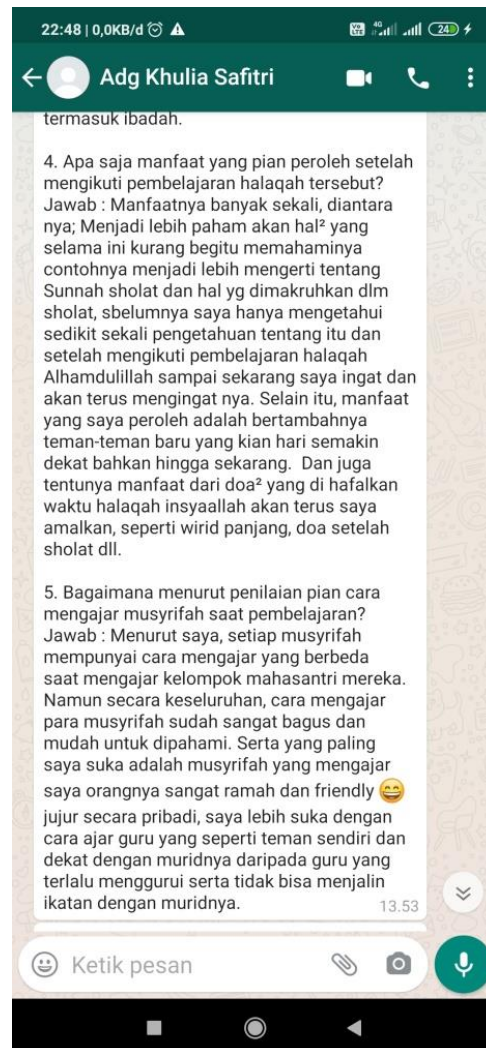 22:48 | 0,0KB/d
Vo LTE 4G 24
Adg Khulia Safitri
termasuk ibadah.
4. Apa saja manfaat yang pian peroleh setelah
mengikuti pembelajaran halaqah tersebut?
Jawab : Manfaatnya banyak sekali, diantara
nya; Menjadi lebih paham akan hal² yang
selama ini kurang begitu memahaminya
contohnya menjadi lebih mengerti tentang
Sunnah sholat dan hal yg dimakruhkan dlm
sholat, sbelumnya saya hanya mengetahui
sedikit sekali pengetahuan tentang itu dan
setelah mengikuti pembelajaran halaqah
Alhamdulillah sampai sekarang saya ingat dan
akan terus mengingat nya. Selain itu, manfaat
yang saya peroleh adalah bertambahnya
teman-teman baru yang kian hari semakin
dekat bahkan hingga sekarang.  Dan juga
tentunya manfaat dari doa² yang di hafalkan
waktu halaqah insyaallah akan terus saya
amalkan, seperti wirid panjang, doa setelah
sholat dll.
5. Bagaimana menurut penilaian pian cara
mengajar musyrifah saat pembelajaran?
Jawab : Menurut saya, setiap musyrifah
mempunyai cara mengajar yang berbeda
saat mengajar kelompok mahasantri mereka.
Namun secara keseluruhan, cara mengajar
para musyrifah sudah sangat bagus dan
mudah untuk dipahami. Serta yang paling
saya suka adalah musyrifah yang mengajar
saya orangnya sangat ramah dan friendly 😄
jujur secara pribadi, saya lebih suka dengan
cara ajar guru yang seperti teman sendiri dan
dekat dengan muridnya daripada guru yang
terlalu menggurui serta tidak bisa menjalin
ikatan dengan muridnya.
13.53
Ketik pesan